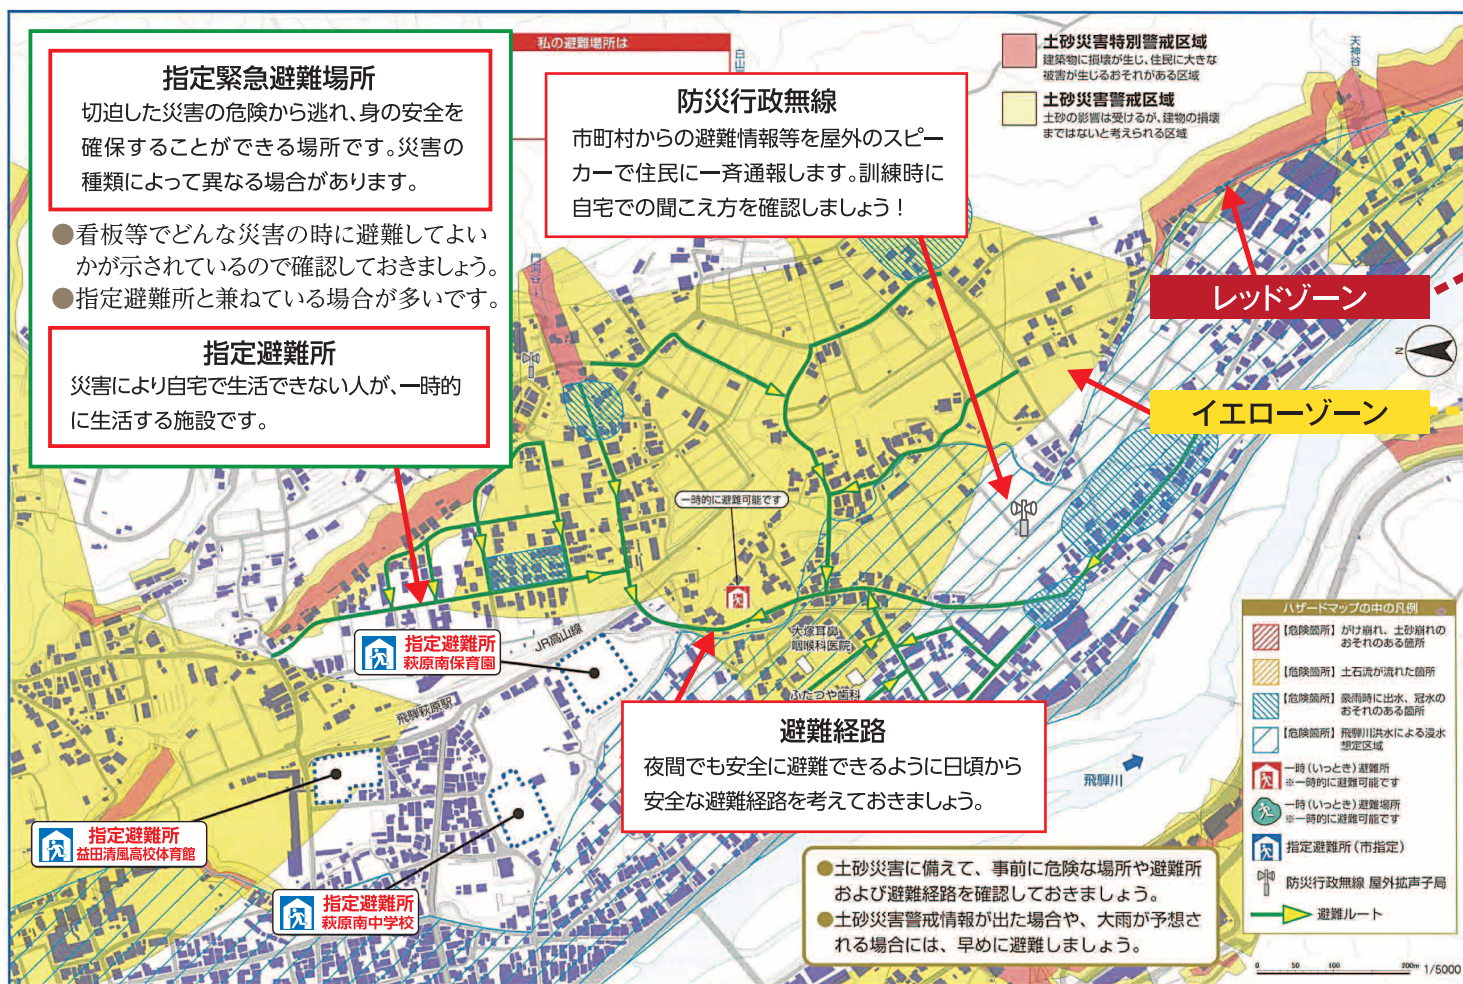 指定緊急避難場所
切迫した災害の危険から逃れ、身の安全を
確保することができる場所です。災害の
種類によって異なる場合があります。
●看板等でどんな災害の時に避難してよい
かが示されているので確認しておきましょう。
●指定避難所と兼ねている場合が多いです。
指定避難所
災害により自宅で生活できない人が、一時的
に生活する施設です。
私の避難場所は
防災行政無線
市町村からの避難情報等を屋外のスピー
カーで住民に一斉通報します。訓練時に
自宅での聞こえ方を確認しましょう！
土砂災害特別警戒区域
建築物に損壊が生じ、住民に大きな
被害が生じるおそれがある区域
土砂災害警戒区域
土砂の影響は受けるが、建物の損壊
まではないと考えられる区域
天神谷
レッドゾーン
N
イエローゾーン
一時的に避難可能です
大塚耳鼻
咽喉科医院
ふたつや歯科
JR高山線
飛騨萩原駅
指定避難所
萩原南保育園
指定避難所
益田清風高校体育館
指定避難所
萩原南中学校
避難経路
夜間でも安全に避難できるように日頃から
安全な避難経路を考えておきましょう。
飛騨川
●土砂災害に備えて、事前に危険な場所や避難所
および避難経路を確認しておきましょう。
●土砂災害警戒情報が出た場合や、大雨が予想さ
れる場合には、早めに避難しましょう。
ハザードマップの中の凡例
【危険箇所】がけ崩れ、土砂崩れの
おそれのある箇所
【危険箇所】土石流が流れた箇所
【危険箇所】豪雨時に出水、冠水の
おそれのある箇所
【危険箇所】飛騨川洪水による浸水
想定区域
一時（いっとき）避難所
※一時的に避難可能です
一時（いっとき）避難場所
※一時的に避難可能です
指定避難所（市指定）
防災行政無線 屋外拡声子局
避難ルート
0 50 100 200m 1/5000